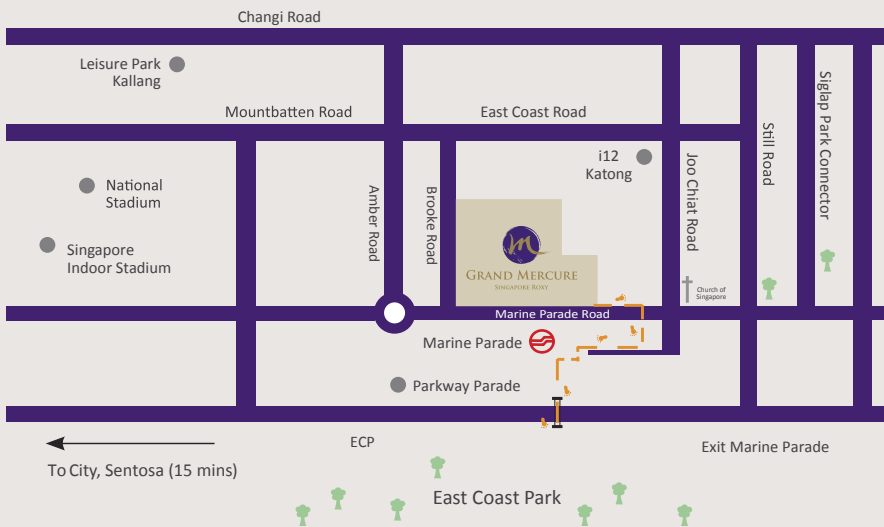 Changi Road
Leisure Park
Kallang
Mountbatten Road
East Coast Road
i12
Katong
National
Stadium
Singapore
Indoor Stadium
Amber Road
Brooke Road
Joo Chiat Road
Still Road
Siglap Park Connector
m
GRAND MERCURE
SINGAPORE ROXY
Church of
Singapore
Marine Parade Road
Marine Parade
Parkway Parade
ECP
Exit Marine Parade
To City, Sentosa (15 mins)
East Coast Park